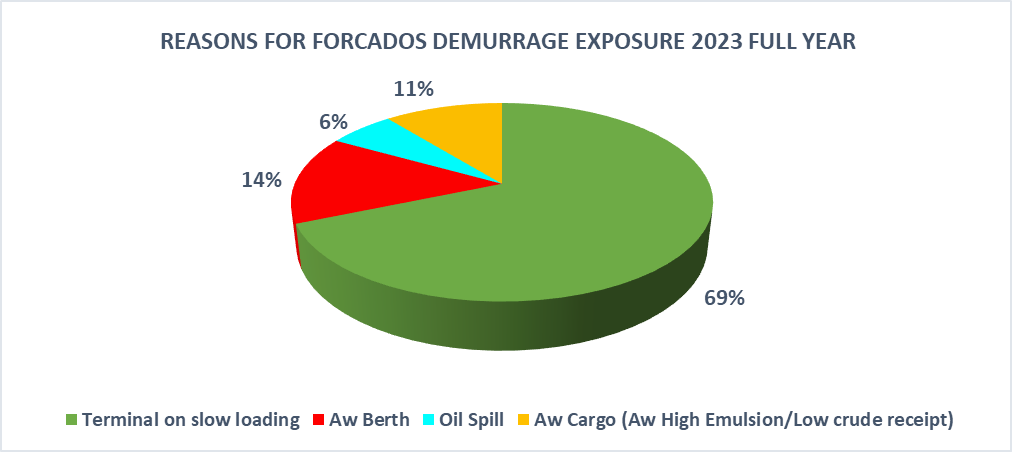 REASONS FOR FORCADOS DEMURRAGE EXPOSURE 2023 FULL YEAR
11%
6%
14%
69%
Terminal on slow loading
Aw Berth
Oil Spill
Aw Cargo (Aw High Emulsion/Low crude receipt)